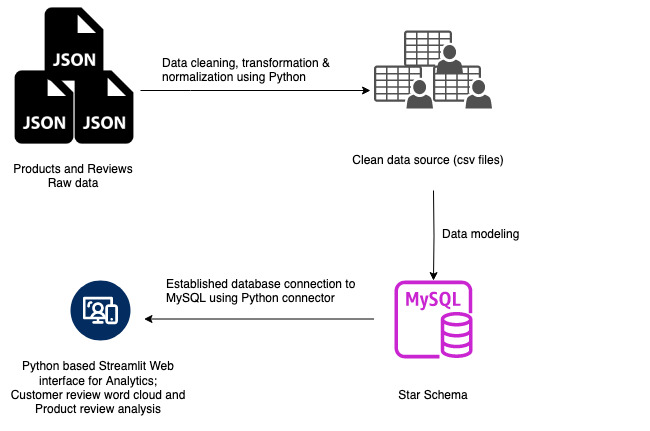 JSON
JSON
JSON
Data cleaning, transformation &
normalization using Python
Products and Reviews
Raw data
Clean data source (csv files)
Data modeling
Established database connection to
MySQL using Python connector
MySQL
Python based Streamlit Web
interface for Analytics;
Customer review word cloud and
Product review analysis
Star Schema